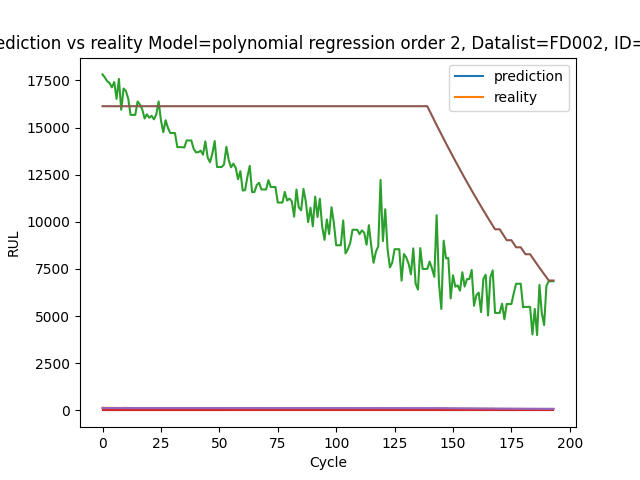 ediction vs reality Model=polynomial regression order 2, Datalist=FD002, ID=
prediction
reality
17500
15000
12500
10000
7500
5000
2500
0
RUL
0 25 50 75 100 125 150 175 200
Cycle